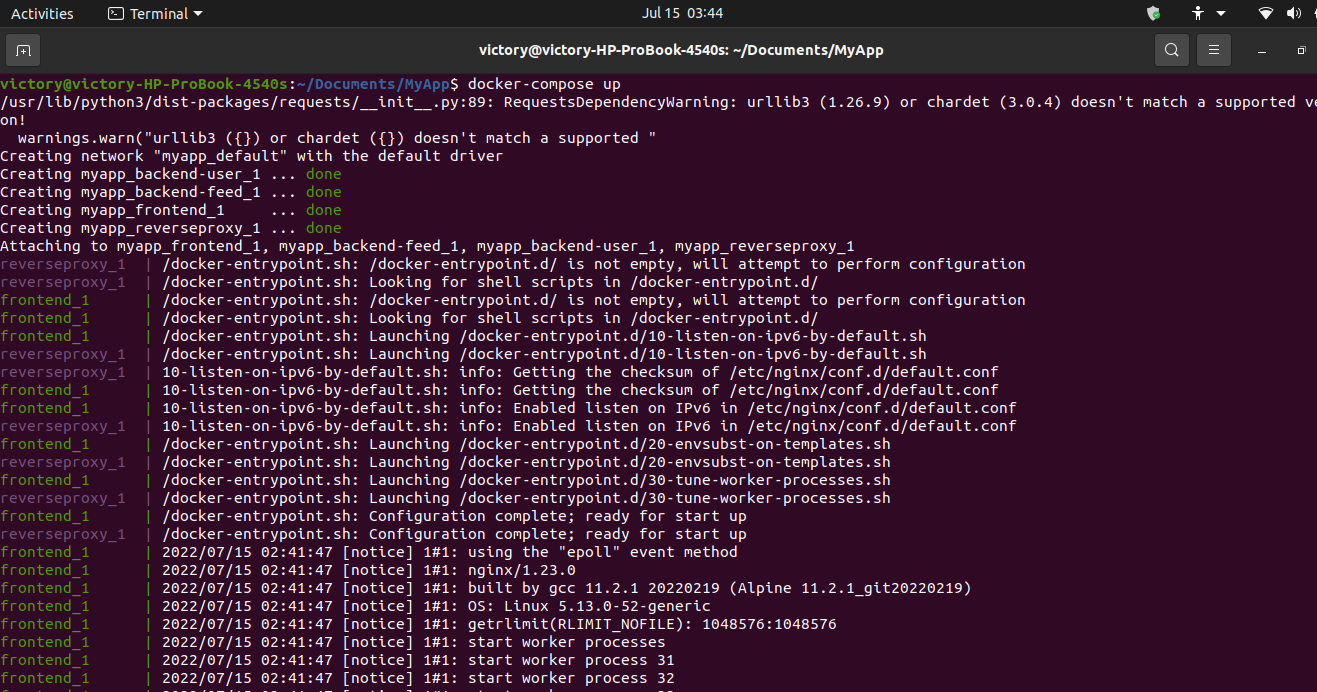 Activities Terminal Jul 15 03:44
victory@victory-HP-ProBook-4540s: ~/Documents/MyApp
victory@victory-HP-ProBook-4540s:~/Documents/MyApp$ docker-compose up
/usr/lib/python3/dist-packages/requests/__init__.py:89: RequestsDependencyWarning: urllib3 (1.26.9) or chardet (3.0.4) doesn't match a supported ve
on!
  warnings.warn("urllib3 ({}) or chardet ({}) doesn't match a supported "
Creating network "myapp_default" with the default driver
Creating myapp_backend-user_1 ... done
Creating myapp_backend-feed_1 ... done
Creating myapp_frontend_1     ... done
Creating myapp_reverseproxy_1 ... done
Attaching to myapp_frontend_1, myapp_backend-feed_1, myapp_backend-user_1, myapp_reverseproxy_1
reverseproxy_1  | /docker-entrypoint.sh: /docker-entrypoint.d/ is not empty, will attempt to perform configuration
reverseproxy_1  | /docker-entrypoint.sh: Looking for shell scripts in /docker-entrypoint.d/
frontend_1      | /docker-entrypoint.sh: /docker-entrypoint.d/ is not empty, will attempt to perform configuration
frontend_1      | /docker-entrypoint.sh: Looking for shell scripts in /docker-entrypoint.d/
frontend_1      | /docker-entrypoint.sh: Launching /docker-entrypoint.d/10-listen-on-ipv6-by-default.sh
reverseproxy_1  | /docker-entrypoint.sh: Launching /docker-entrypoint.d/10-listen-on-ipv6-by-default.sh
reverseproxy_1  | 10-listen-on-ipv6-by-default.sh: info: Getting the checksum of /etc/nginx/conf.d/default.conf
frontend_1      | 10-listen-on-ipv6-by-default.sh: info: Getting the checksum of /etc/nginx/conf.d/default.conf
frontend_1      | 10-listen-on-ipv6-by-default.sh: info: Enabled listen on IPv6 in /etc/nginx/conf.d/default.conf
reverseproxy_1  | 10-listen-on-ipv6-by-default.sh: info: Enabled listen on IPv6 in /etc/nginx/conf.d/default.conf
frontend_1      | /docker-entrypoint.sh: Launching /docker-entrypoint.d/20-envsubst-on-templates.sh
reverseproxy_1  | /docker-entrypoint.sh: Launching /docker-entrypoint.d/20-envsubst-on-templates.sh
frontend_1      | /docker-entrypoint.sh: Launching /docker-entrypoint.d/30-tune-worker-processes.sh
reverseproxy_1  | /docker-entrypoint.sh: Launching /docker-entrypoint.d/30-tune-worker-processes.sh
frontend_1      | /docker-entrypoint.sh: Configuration complete; ready for start up
reverseproxy_1  | /docker-entrypoint.sh: Configuration complete; ready for start up
frontend_1      | 2022/07/15 02:41:47 [notice] 1#1: using the "epoll" event method
frontend_1      | 2022/07/15 02:41:47 [notice] 1#1: nginx/1.23.0
frontend_1      | 2022/07/15 02:41:47 [notice] 1#1: built by gcc 11.2.1 20220219 (Alpine 11.2.1_git20220219)
frontend_1      | 2022/07/15 02:41:47 [notice] 1#1: OS: Linux 5.13.0-52-generic
frontend_1      | 2022/07/15 02:41:47 [notice] 1#1: getrlimit(RLIMIT_NOFILE): 1048576:1048576
frontend_1      | 2022/07/15 02:41:47 [notice] 1#1: start worker processes
frontend_1      | 2022/07/15 02:41:47 [notice] 1#1: start worker process 31
frontend_1      | 2022/07/15 02:41:47 [notice] 1#1: start worker process 32